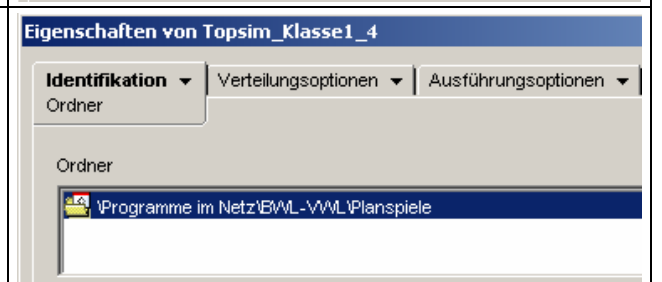 Eigenschaften von Topsim_Klasse1_4
Identifikation Verteilungsoptionen Ausführungsoptionen
Ordner
Ordner
\Programme im Netz\BWL-VWL\Planspiele